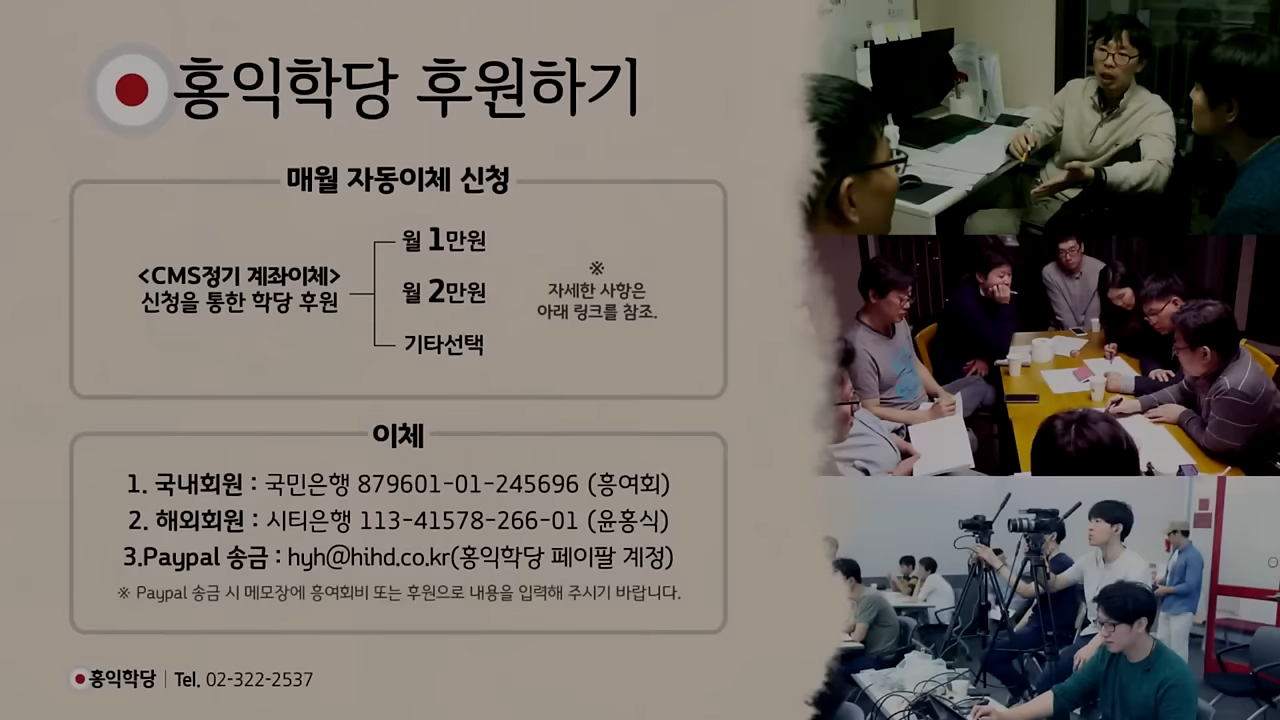 홍익학당 후원하기
매월 자동이체 신청
<CMS정기 계좌이체>
신청을 통한 학당 후원
월 1만원
월 2만원
기타선택
※
자세한 사항은
아래 링크를 참조.
이체
1. 국내회원 : 국민은행 879601-01-245696 (흥여회)
2. 해외회원 : 시티은행 113-41578-266-01 (윤홍식)
3.Paypal 송금 : hyh@hihd.co.kr(홍익학당 페이팔 계정)
※ Paypal 송금 시 메모장에 흥여회비 또는 후원으로 내용을 입력해 주시기 바랍니다.
홍익학당 | Tel. 02-322-2537